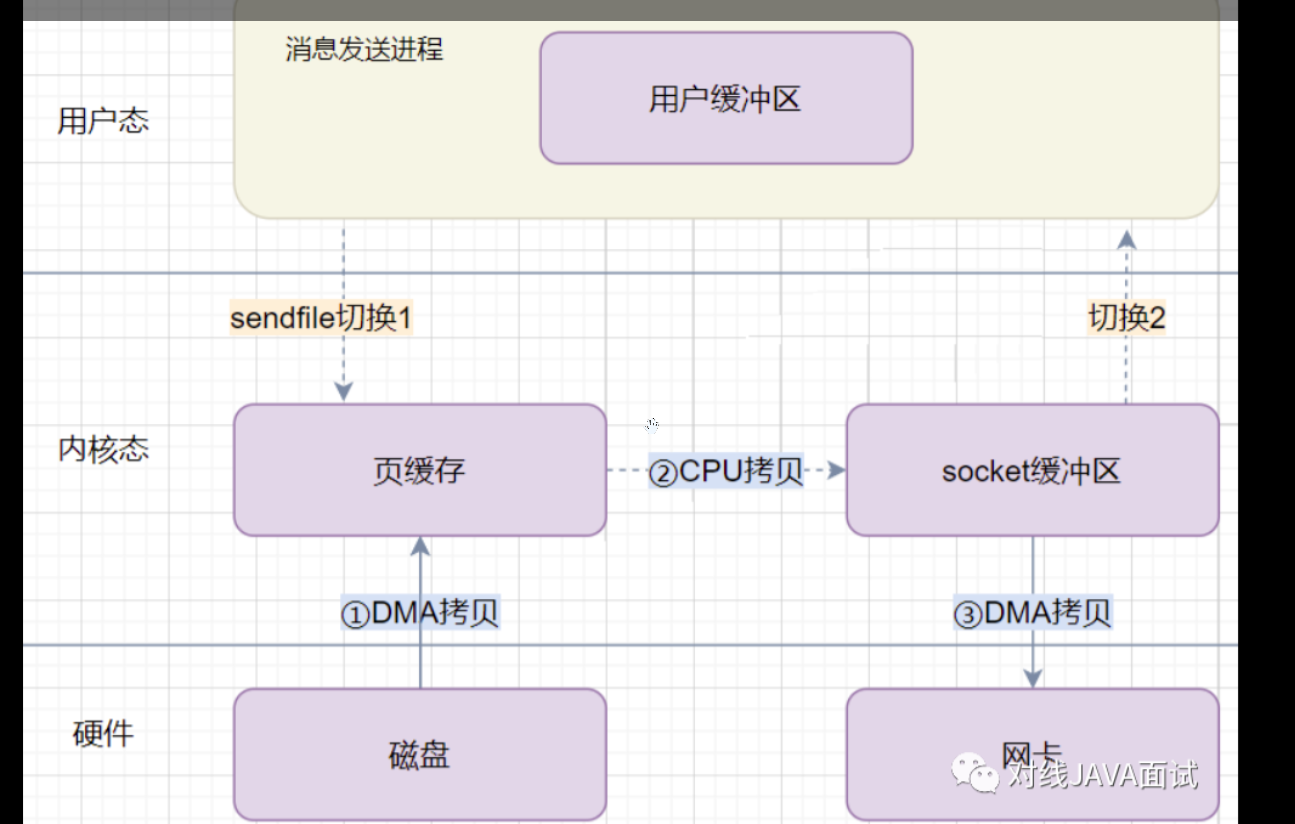 消息发送进程
用户缓冲区
用户态
sendfile切换1
切换2
内核态
页缓存
②CPU拷贝
socket缓冲区
①DMA拷贝
③DMA拷贝
硬件
磁盘
网卡
对线JAVA面试